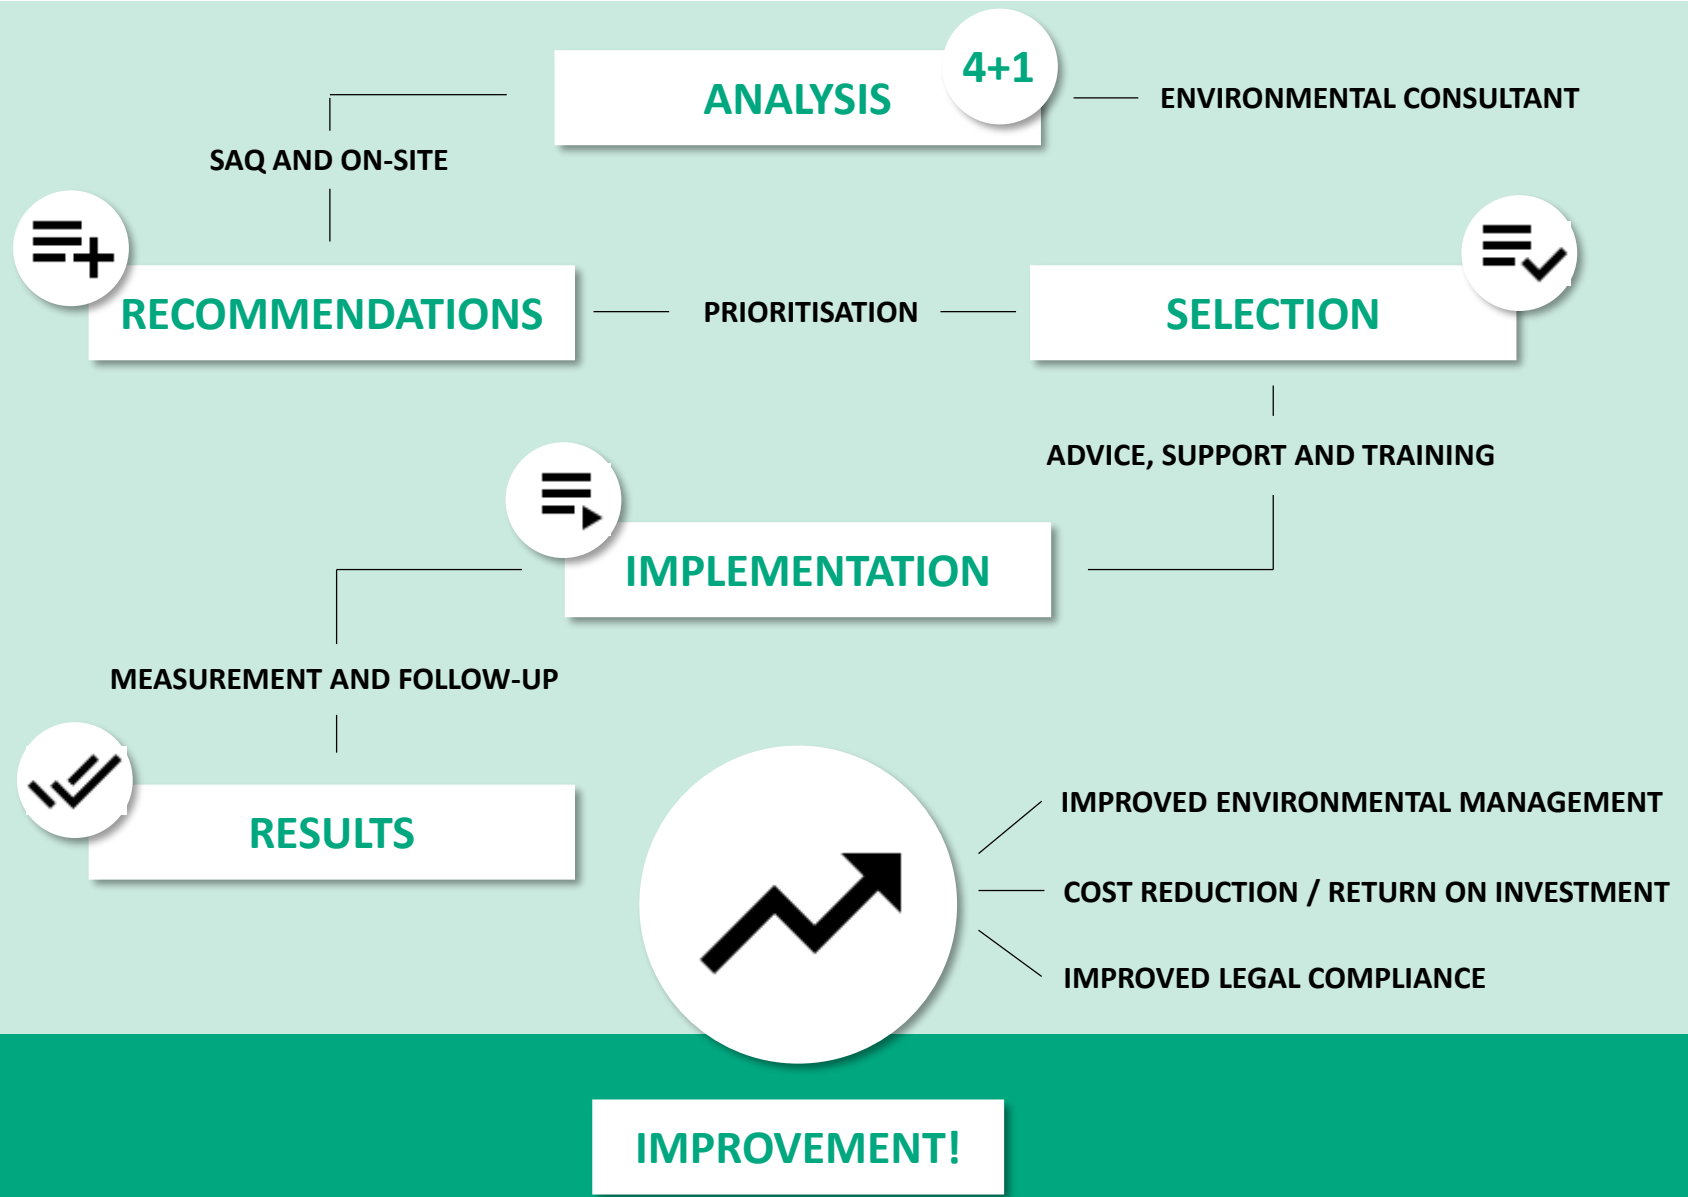 4+1
ANALYSIS
ENVIRONMENTAL CONSULTANT
SAQ AND ON-SITE
RECOMMENDATIONS
PRIORITISATION
SELECTION
ADVICE, SUPPORT AND TRAINING
IMPLEMENTATION
MEASUREMENT AND FOLLOW-UP
RESULTS
IMPROVED ENVIRONMENTAL MANAGEMENT
COST REDUCTION / RETURN ON INVESTMENT
IMPROVED LEGAL COMPLIANCE
IMPROVEMENT!